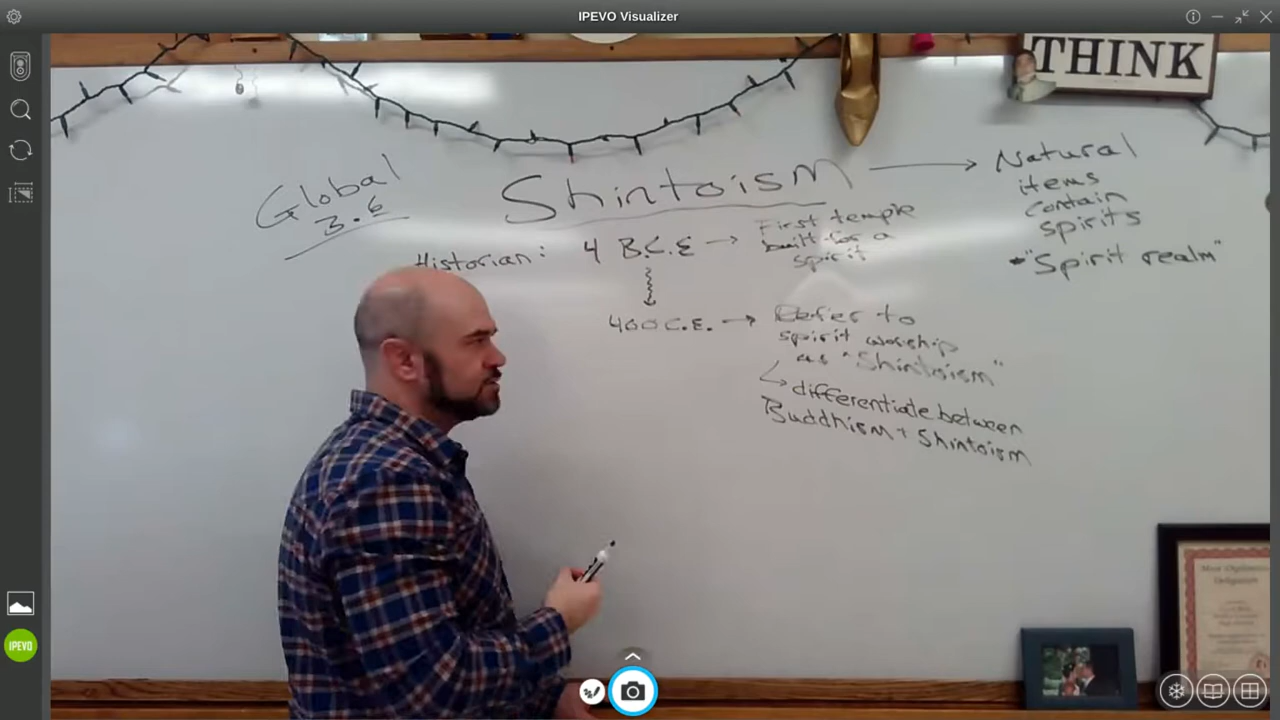 IPEVO Visualizer
THINK
Global
3.6
Shintoism
Natural
items
contain
spirits
"Spirit realm"
Historian: 4 B.C.E
First temple
built for a
spirit
400 C.E.
Refer to
spirit worship
as "Shintoism"
differentiate between
Buddhism + Shintoism
IPEVO